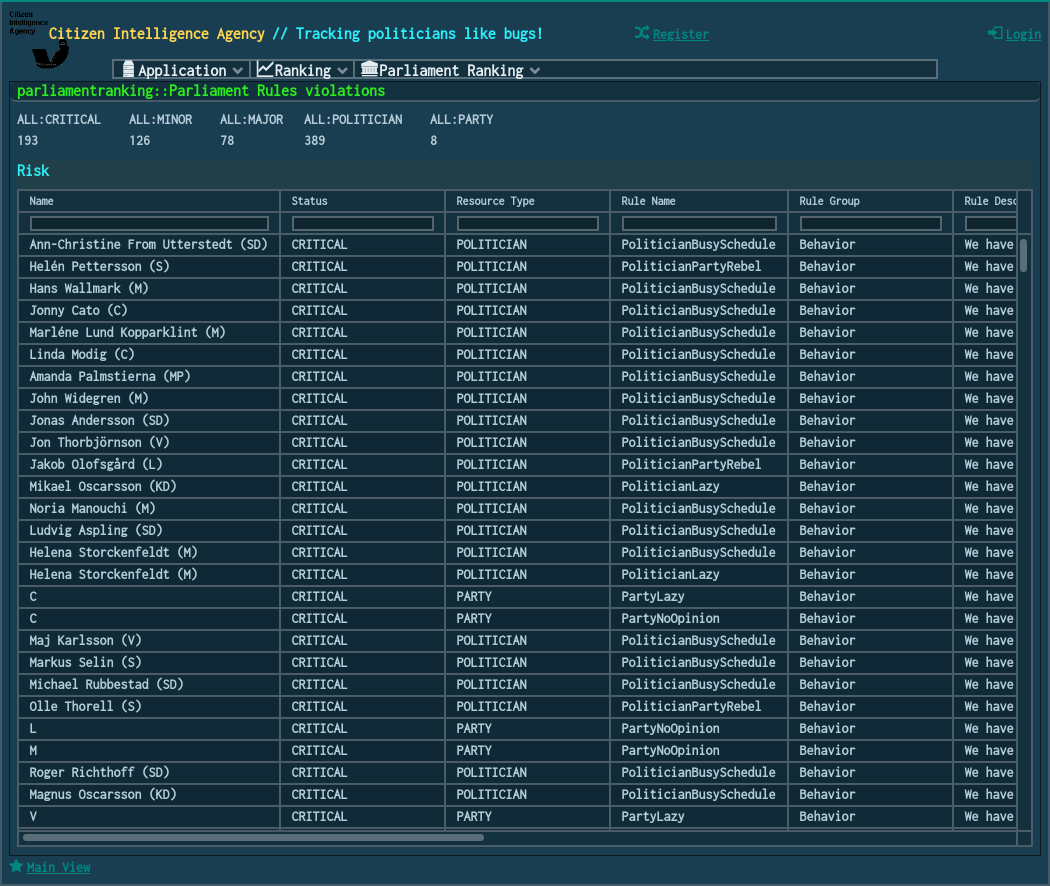 Citizen
Intelligence
Agency
Citizen Intelligence Agency // Tracking politicians like bugs!
Register
Login
Application Ranking Parliament Ranking
parliamentranking::Parliament Rules violations
ALL:CRITICAL ALL:MINOR ALL:MAJOR ALL:POLITICIAN ALL:PARTY
193 126 78 389 8
Risk
Name Status Resource Type Rule Name Rule Group Rule Desc
Ann-Christine From Utterstedt (SD) CRITICAL POLITICIAN PoliticianBusySchedule Behavior We have
Helén Pettersson (S) CRITICAL POLITICIAN PoliticianPartyRebel Behavior We have
Hans Wallmark (M) CRITICAL POLITICIAN PoliticianBusySchedule Behavior We have
Jonny Cato (C) CRITICAL POLITICIAN PoliticianBusySchedule Behavior We have
Marléne Lund Kopparklint (M) CRITICAL POLITICIAN PoliticianBusySchedule Behavior We have
Linda Modig (C) CRITICAL POLITICIAN PoliticianBusySchedule Behavior We have
Amanda Palmstierna (MP) CRITICAL POLITICIAN PoliticianBusySchedule Behavior We have
John Widegren (M) CRITICAL POLITICIAN PoliticianBusySchedule Behavior We have
Jonas Andersson (SD) CRITICAL POLITICIAN PoliticianBusySchedule Behavior We have
Jon Thorbjörnson (V) CRITICAL POLITICIAN PoliticianBusySchedule Behavior We have
Jakob Olofsgård (L) CRITICAL POLITICIAN PoliticianPartyRebel Behavior We have
Mikael Oscarsson (KD) CRITICAL POLITICIAN PoliticianLazy Behavior We have
Noria Manouchi (M) CRITICAL POLITICIAN PoliticianBusySchedule Behavior We have
Ludvig Aspling (SD) CRITICAL POLITICIAN PoliticianBusySchedule Behavior We have
Helena Storckenfeldt (M) CRITICAL POLITICIAN PoliticianBusySchedule Behavior We have
Helena Storckenfeldt (M) CRITICAL POLITICIAN PoliticianLazy Behavior We have
C CRITICAL PARTY PartyLazy Behavior We have
C CRITICAL PARTY PartyNoOpinion Behavior We have
Maj Karlsson (V) CRITICAL POLITICIAN PoliticianBusySchedule Behavior We have
Markus Selin (S) CRITICAL POLITICIAN PoliticianBusySchedule Behavior We have
Michael Rubbestad (SD) CRITICAL POLITICIAN PoliticianBusySchedule Behavior We have
Olle Thorell (S) CRITICAL POLITICIAN PoliticianPartyRebel Behavior We have
L CRITICAL PARTY PartyNoOpinion Behavior We have
M CRITICAL PARTY PartyNoOpinion Behavior We have
Roger Richthoff (SD) CRITICAL POLITICIAN PoliticianBusySchedule Behavior We have
Magnus Oscarsson (KD) CRITICAL POLITICIAN PoliticianBusySchedule Behavior We have
V CRITICAL PARTY PartyLazy Behavior We have
Main View